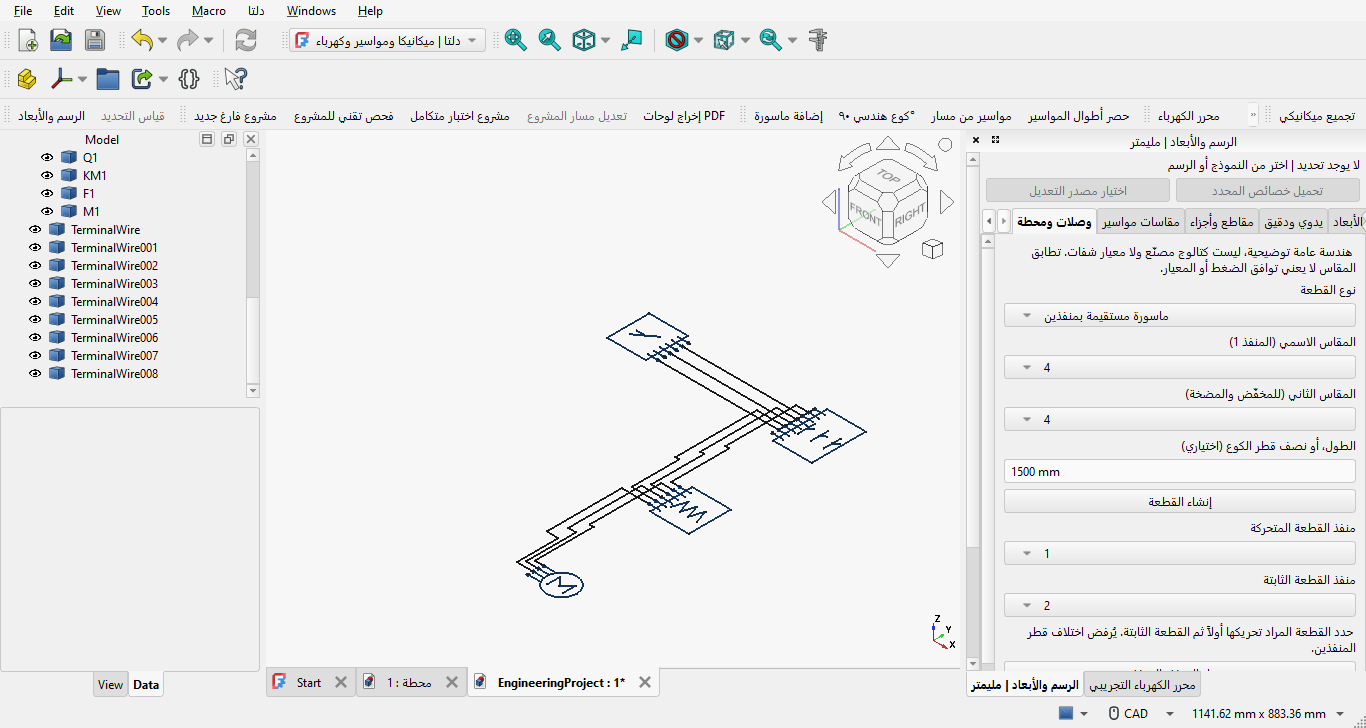 File Edit View Tools Macro دلتا Windows Help
دلتا | ميكانيكا ومواسير وكهرباء
الرسم والأبعاد قياس التحديد مشروع فارغ جديد فحص تقني للمشروع مشروع اختبار متكامل تعديل مسار المشروع PDF إخراج لوحات إضافة ماسورة كوع هندسي ٩٠° مواسير من مسار حصر أطوال المواسير محرر الكهرباء » تجميع ميكانيكي
Model
Q1
KM1
F1
M1
TerminalWire
TerminalWire001
TerminalWire002
TerminalWire003
TerminalWire004
TerminalWire005
TerminalWire006
TerminalWire007
TerminalWire008
View Data
TOP
FRONT RIGHT
Y
M
Z
Y
X
Start محطة : 1 EngineeringProject : 1*
الرسم والأبعاد | مليمتر
لا يوجد تحديد | اختر من النموذج أو الرسم
تحميل خصائص المحدد اختيار مصدر التعديل
الأبعاد يدوي ودقيق مقاطع وأجزاء مقاسات مواسير وصلات ومحطة
هندسة عامة توضيحية، ليست كتالوج مصنّع ولا معيار شفات. تطابق
المقاس لا يعني توافق الضغط أو المعيار.
نوع القطعة
ماسورة مستقيمة بمنفذين
المقاس الاسمي (المنفذ 1)
4
المقاس الثاني (للمخفّض والمضخة)
4
الطول، أو نصف قطر الكوع (اختياري)
1500 mm
إنشاء القطعة
منفذ القطعة المتحركة
1
منفذ القطعة الثابتة
2
حدد القطعة المراد تحريكها أولاً ثم القطعة الثابتة. يُرفض اختلاف قطر
المنفذين.
الرسم والأبعاد | مليمتر محرر الكهرباء التجريبي
CAD 1141.62 mm x 883.36 mm